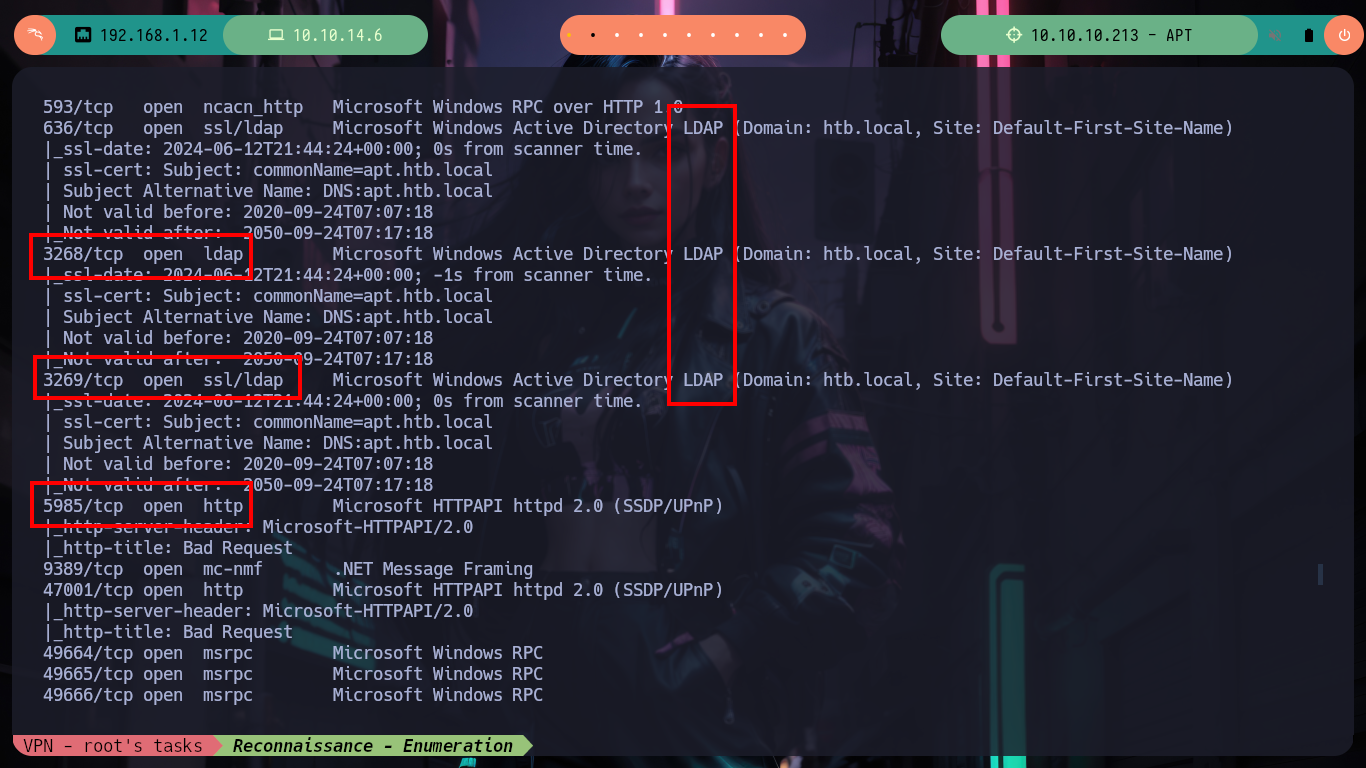 192.168.1.12
10.10.14.6
10.10.10.213 - APT
593/tcp open ncacn_http Microsoft Windows RPC over HTTP 1.0
636/tcp open ssl/ldap Microsoft Windows Active Directory LDAP (Domain: htb.local, Site: Default-First-Site-Name)
|_ssl-date: 2024-06-12T21:44:24+00:00; 0s from scanner time.
| ssl-cert: Subject: commonName=apt.htb.local
| Subject Alternative Name: DNS:apt.htb.local
| Not valid before: 2020-09-24T07:07:18
|_Not valid after: 2050-09-24T07:17:18
3268/tcp open ldap Microsoft Windows Active Directory LDAP (Domain: htb.local, Site: Default-First-Site-Name)
|_ssl-date: 2024-06-12T21:44:24+00:00; -1s from scanner time.
| ssl-cert: Subject: commonName=apt.htb.local
| Subject Alternative Name: DNS:apt.htb.local
| Not valid before: 2020-09-24T07:07:18
|_Not valid after: 2050-09-24T07:17:18
3269/tcp open ssl/ldap Microsoft Windows Active Directory LDAP (Domain: htb.local, Site: Default-First-Site-Name)
|_ssl-date: 2024-06-12T21:44:24+00:00; 0s from scanner time.
| ssl-cert: Subject: commonName=apt.htb.local
| Subject Alternative Name: DNS:apt.htb.local
| Not valid before: 2020-09-24T07:07:18
|_Not valid after: 2050-09-24T07:17:18
5985/tcp open http Microsoft HTTPAPI httpd 2.0 (SSDP/UPnP)
|_http-server-header: Microsoft-HTTPAPI/2.0
|_http-title: Bad Request
9389/tcp open mc-nmf .NET Message Framing
47001/tcp open http Microsoft HTTPAPI httpd 2.0 (SSDP/UPnP)
|_http-server-header: Microsoft-HTTPAPI/2.0
|_http-title: Bad Request
49664/tcp open msrpc Microsoft Windows RPC
49665/tcp open msrpc Microsoft Windows RPC
49666/tcp open msrpc Microsoft Windows RPC
VPN - root's tasks Reconnaissance - Enumeration